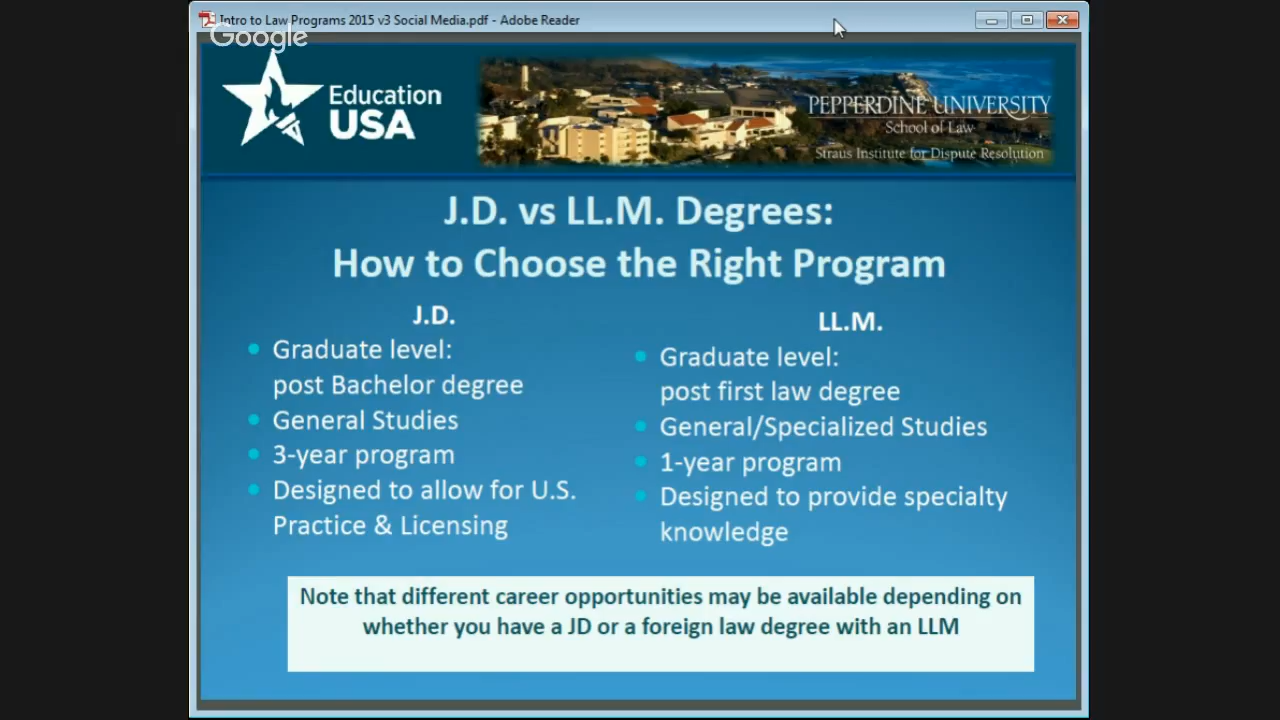 Intro to Law Programs 2015 v3 Social Media.pdf - Adobe Reader
Google
Education
USA
PEPPERDINE UNIVERSITY
School of Law
Straus Institute for Dispute Resolution
J.D. vs LL.M. Degrees:
How to Choose the Right Program
J.D.
• Graduate level:
post Bachelor degree
• General Studies
• 3-year program
• Designed to allow for U.S.
Practice & Licensing
LL.M.
• Graduate level:
post first law degree
• General/Specialized Studies
• 1-year program
• Designed to provide specialty
knowledge
Note that different career opportunities may be available depending on
whether you have a JD or a foreign law degree with an LLM